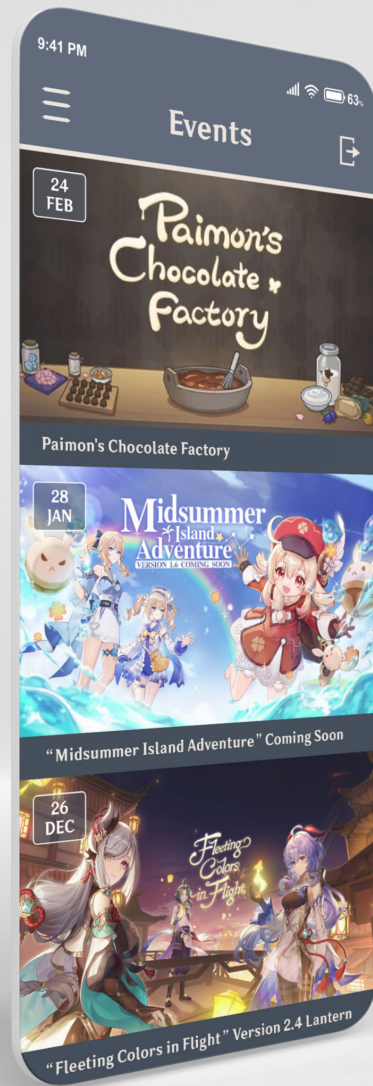 9:41 PM
63%
Events
24
FEB
Paimon's
Chocolate
Factory
Paimon's Chocolate Factory
28
JAN
Midsummer
Island
Adventure
VERSION 1.6 COMING SOON
“Midsummer Island Adventure” Coming Soon
26
DEC
Fleeting
Colors
in Flight
“Fleeting Colors in Flight” Version 2.4 Lantern